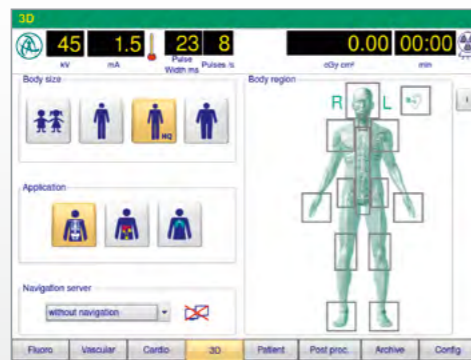 3D
45 1.5 23 8 0.00 00:00
kV mA Pulse Width ms Pulses /s cGy cm² min
Body size
Body region
R L
HQ
Application
Navigation server
without navigation
Fluoro Vascular Cardio 3D Patient Post proc. Archive Config